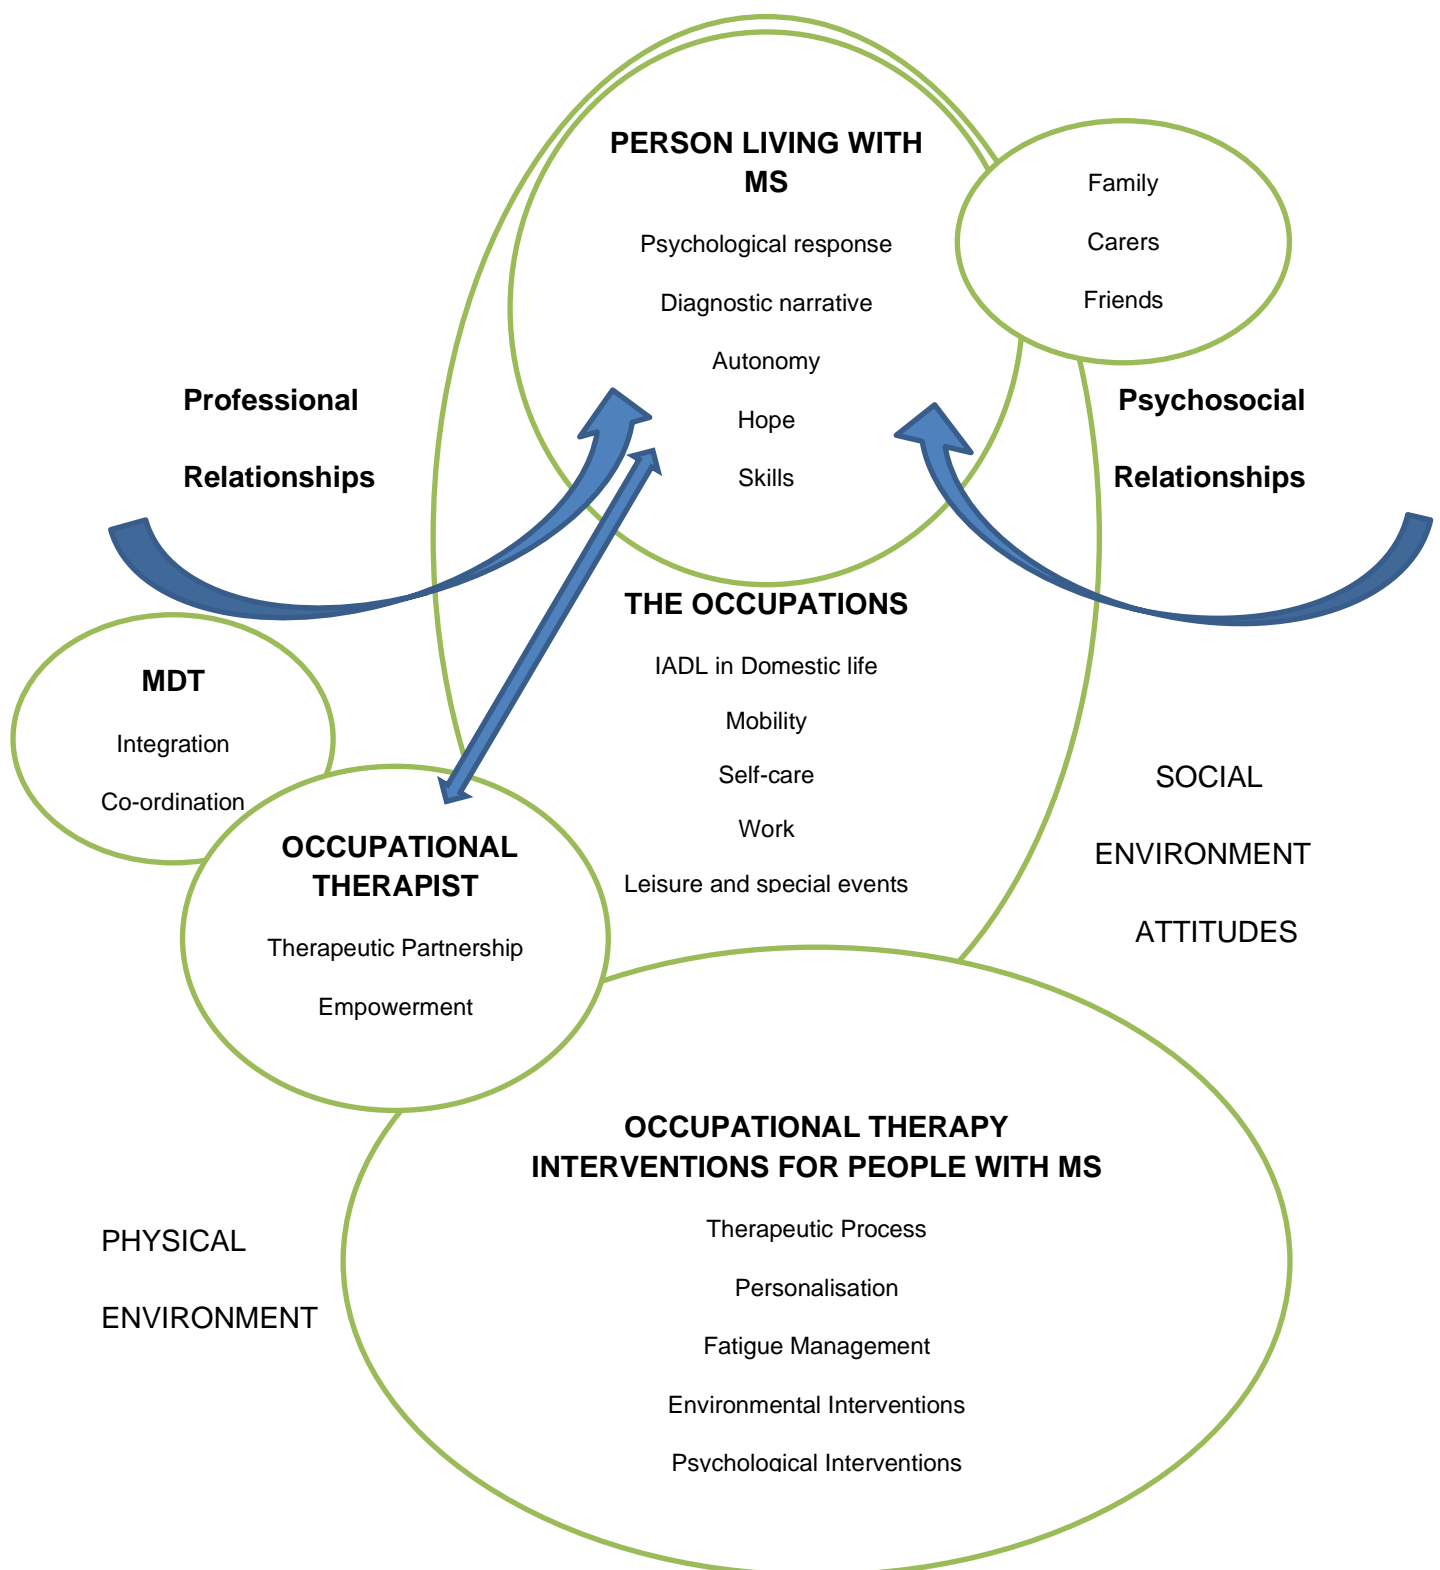 PERSON LIVING WITH
MS
Psychological response
Diagnostic narrative
Autonomy
Hope
Skills
Family
Carers
Friends
Professional
Relationships
Psychosocial
Relationships
THE OCCUPATIONS
IADL in Domestic life
Mobility
Self-care
Work
Leisure and special events
MDT
Integration
Co-ordination
OCCUPATIONAL
THERAPIST
Therapeutic Partnership
Empowerment
SOCIAL
ENVIRONMENT
ATTITUDES
OCCUPATIONAL THERAPY
INTERVENTIONS FOR PEOPLE WITH MS
Therapeutic Process
Personalisation
Fatigue Management
Environmental Interventions
Psychological Interventions
PHYSICAL
ENVIRONMENT